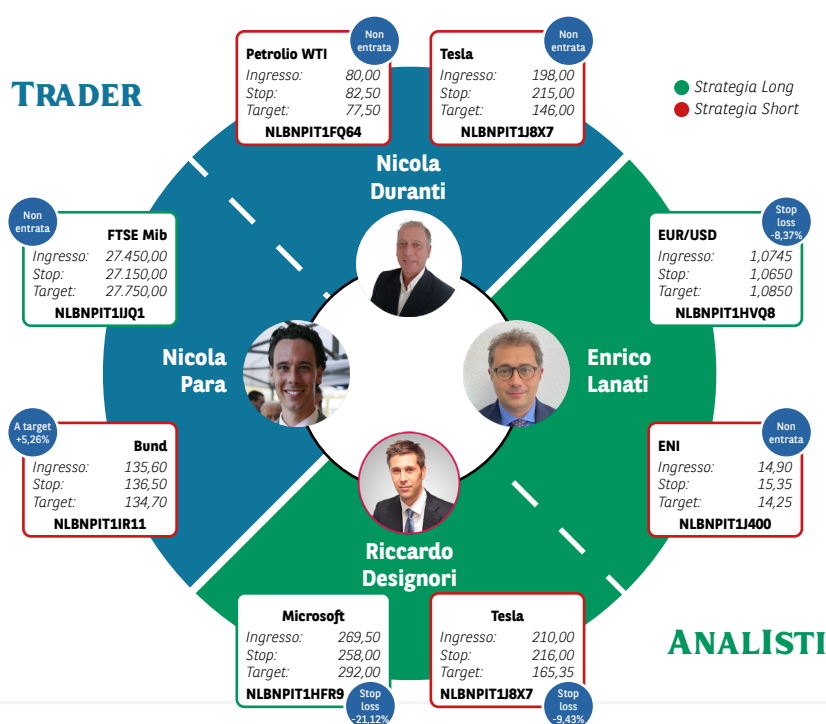 TRADER
Non
entrata
Petrolio WTI
Ingresso: 80,00
Stop: 82,50
Target: 77,50
NLBNPIT1FQ64
Non
entrata
Tesla
Ingresso: 198,00
Stop: 215,00
Target: 146,00
NLBNPIT1J8X7
Strategia Long
Strategia Short
Nicola
Duranti
Non
entrata
FTSE Mib
Ingresso: 27.450,00
Stop: 27.150,00
Target: 27.750,00
NLBNPIT1IJQ1
Stop
loss
-8,37%
EUR/USD
Ingresso: 1,0745
Stop: 1,0650
Target: 1,0850
NLBNPIT1HVQ8
Nicola
Para
Enrico
Lanati
A target
+5,26%
Bund
Ingresso: 135,60
Stop: 136,50
Target: 134,70
NLBNPIT1IR11
Non
entrata
ENI
Ingresso: 14,90
Stop: 15,35
Target: 14,25
NLBNPIT1J400
Riccardo
Designori
Microsoft
Ingresso: 269,50
Stop: 258,00
Target: 292,00
NLBNPIT1HFR9
Stop
loss
-21,12%
Tesla
Ingresso: 210,00
Stop: 216,00
Target: 165,35
NLBNPIT1J8X7
Stop
loss
-9,43%
ANALISTI